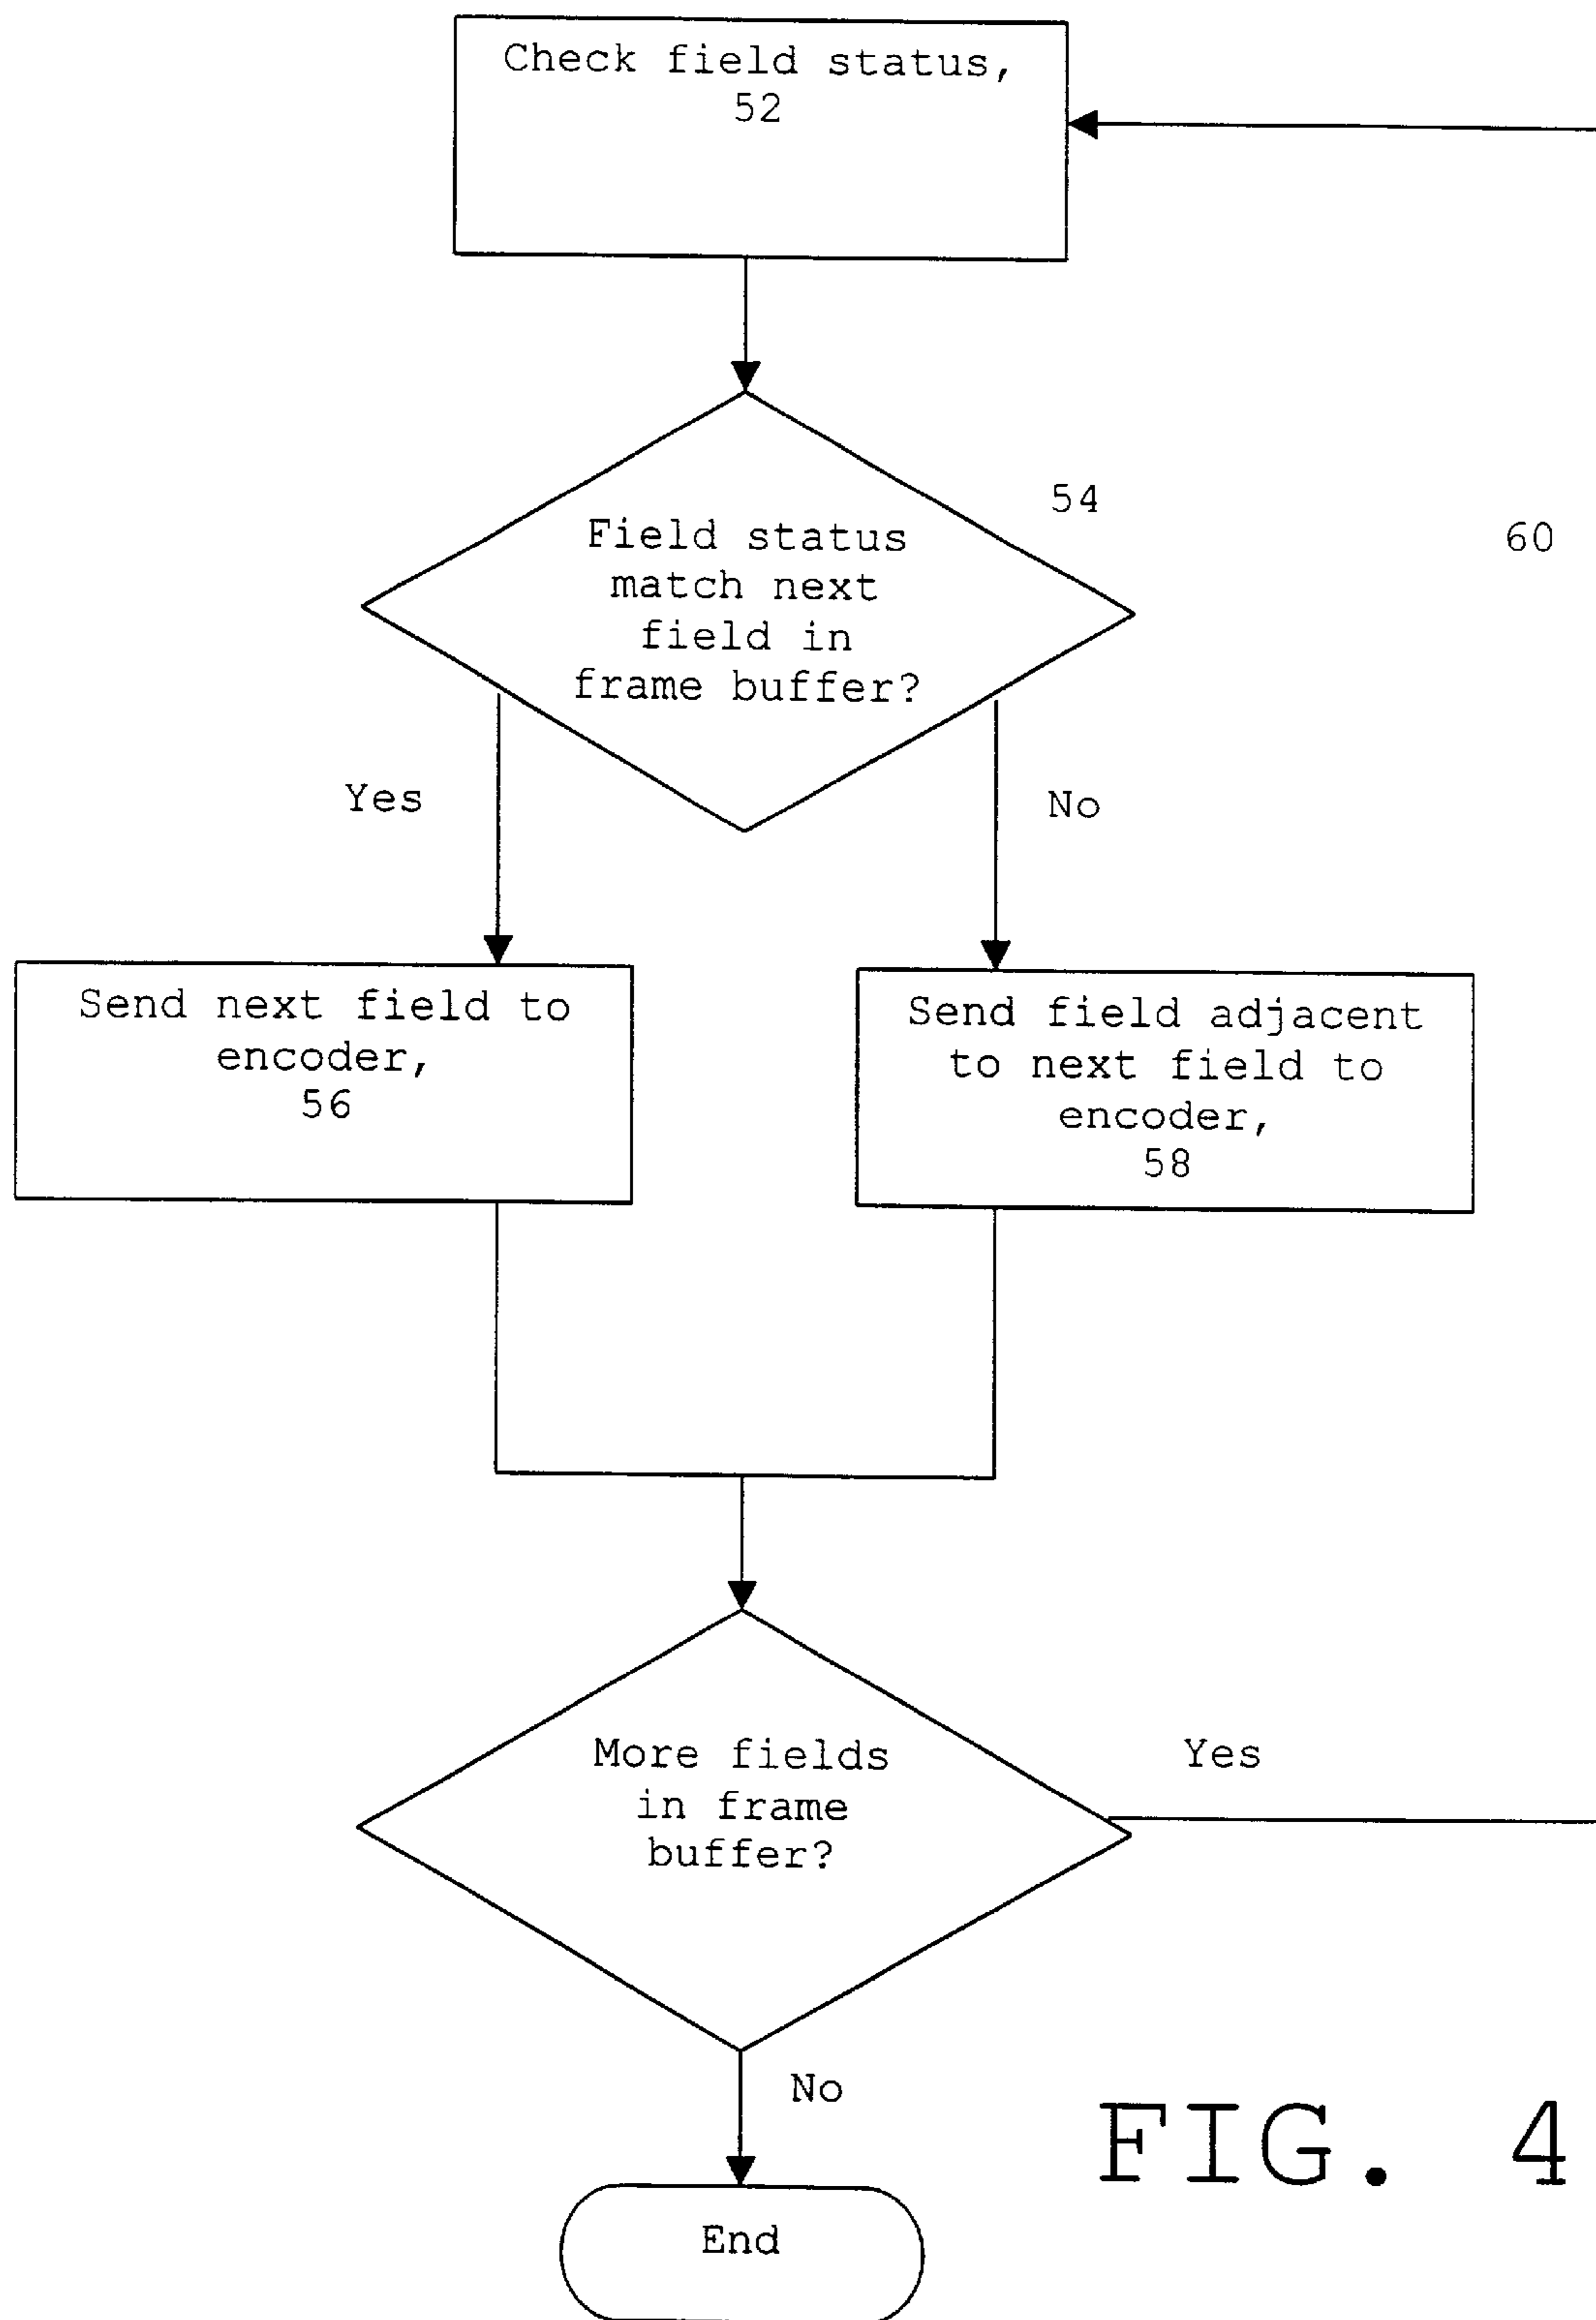 Check field status,
52
54
60
Field status
match next
field in
frame buffer?
Yes
No
Send next field to
encoder,
56
Send field adjacent
to next field to
encoder,
58
More fields
in frame
buffer?
Yes
No
FIG. 4
End